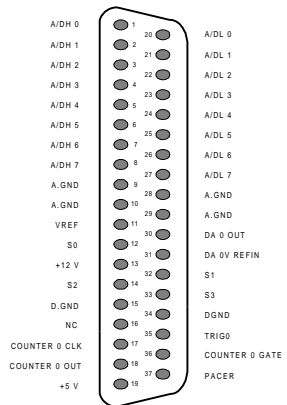 A/DH 0 1
20 A/DL 0
A/DH 1 2
21 A/DL 1
A/DH 2 3
22 A/DL 2
A/DH 3 4
23 A/DL 3
A/DH 4 5
24 A/DL 4
A/DH 5 6
25 A/DL 5
A/DH 6 7
26 A/DL 6
A/DH 7 8
27 A/DL 7
A.GND 9
28 A.GND
A.GND 10
29 A.GND
VREF 11
30 DA 0 OUT
S0 12
31 DA 0V REFIN
+12 V 13
32 S1
S2 14
33 S3
D.GND 15
34 DGND
NC 16
35 TRIG0
COUNTER 0 CLK 17
36 COUNTER 0 GATE
COUNTER 0 OUT 18
37 PACER
+5 V 19